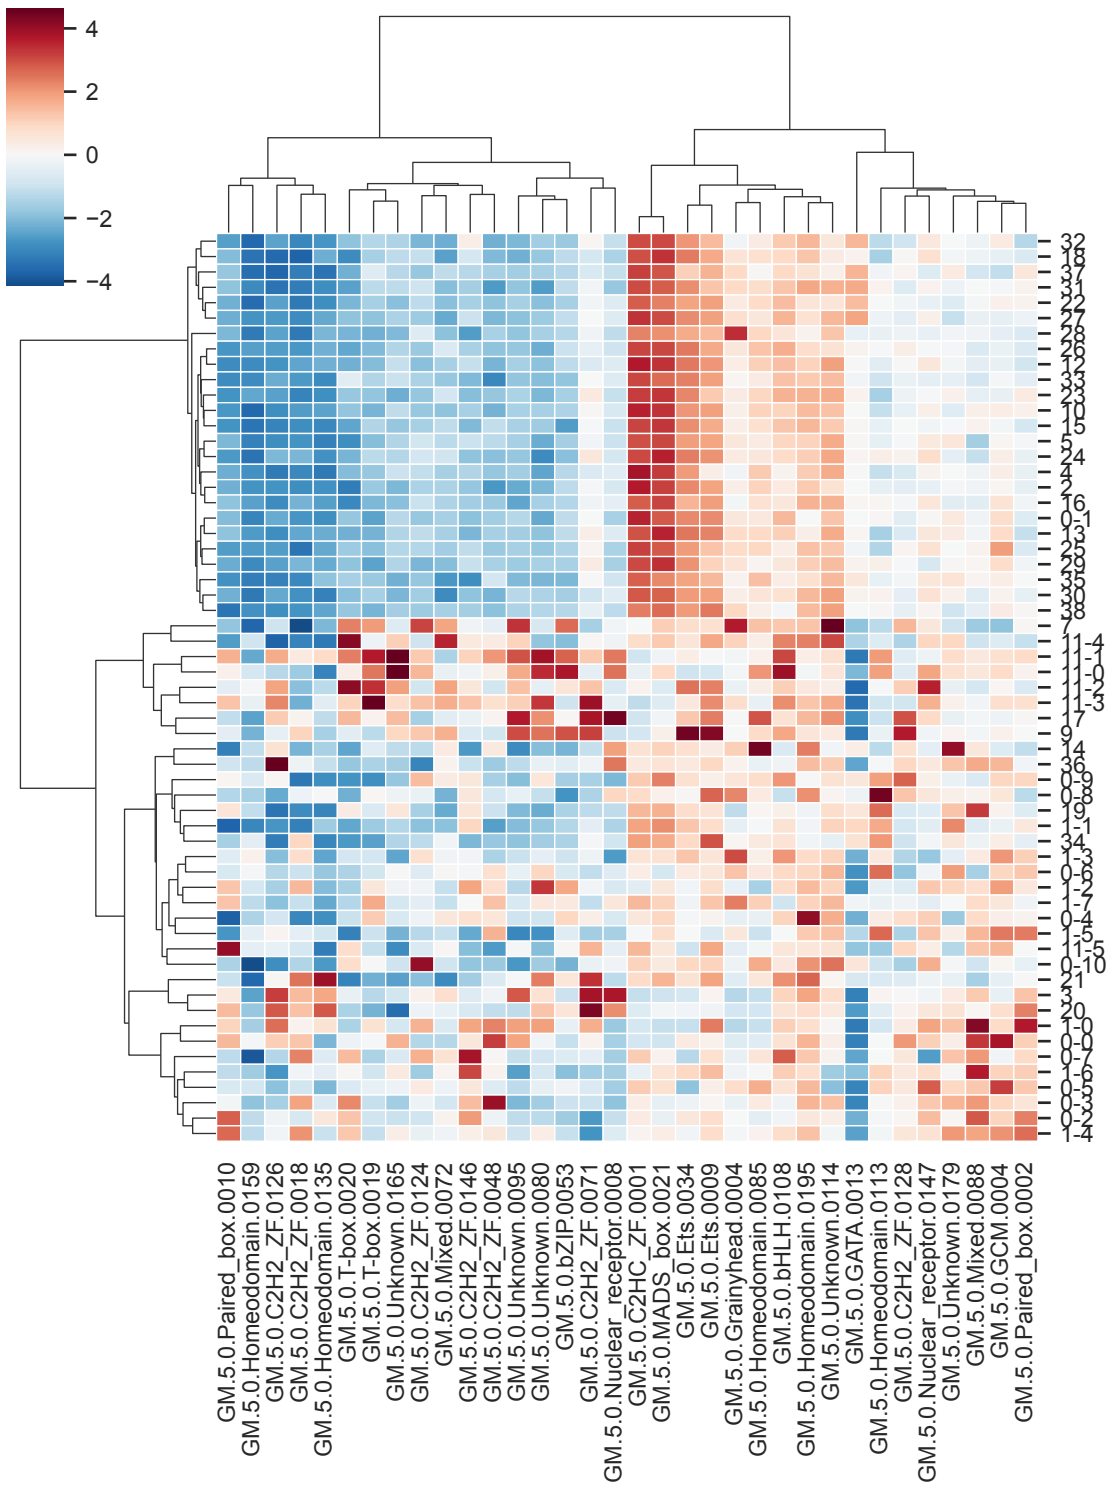 4
2
0
−2
−4
32
18
37
31
22
27
28
26
12
33
23
10
15
5
24
4
2
16
0-1
13
25
29
35
30
38
7
11-4
11-1
11-0
11-2
11-3
17
9
14
36
0-9
0-8
19
1-1
34
1-3
0-6
1-2
1-7
0-4
1-5
11-5
0-10
21
3
20
1-0
0-0
0-7
1-6
0-5
0-3
0-2
1-4
GM.5.0.Paired_box.0010
GM.5.0.Homeodomain.0159
GM.5.0.C2H2_ZF.0126
GM.5.0.C2H2_ZF.0018
GM.5.0.Homeodomain.0135
GM.5.0.T-box.0020
GM.5.0.T-box.0019
GM.5.0.Unknown.0165
GM.5.0.C2H2_ZF.0124
GM.5.0.Mixed.0072
GM.5.0.C2H2_ZF.0146
GM.5.0.C2H2_ZF.0048
GM.5.0.Unknown.0095
GM.5.0.Unknown.0080
GM.5.0.bZIP.0053
GM.5.0.C2H2_ZF.0071
GM.5.0.Nuclear_receptor.0008
GM.5.0.C2HC_ZF.0001
GM.5.0.MADS_box.0021
GM.5.0.Ets.0034
GM.5.0.Ets.0009
GM.5.0.Grainyhead.0004
GM.5.0.Homeodomain.0085
GM.5.0.bHLH.0108
GM.5.0.Homeodomain.0195
GM.5.0.Unknown.0114
GM.5.0.GATA.0013
GM.5.0.Homeodomain.0113
GM.5.0.C2H2_ZF.0128
GM.5.0.Nuclear_receptor.0147
GM.5.0.Unknown.0179
GM.5.0.Mixed.0088
GM.5.0.GCM.0004
GM.5.0.Paired_box.0002